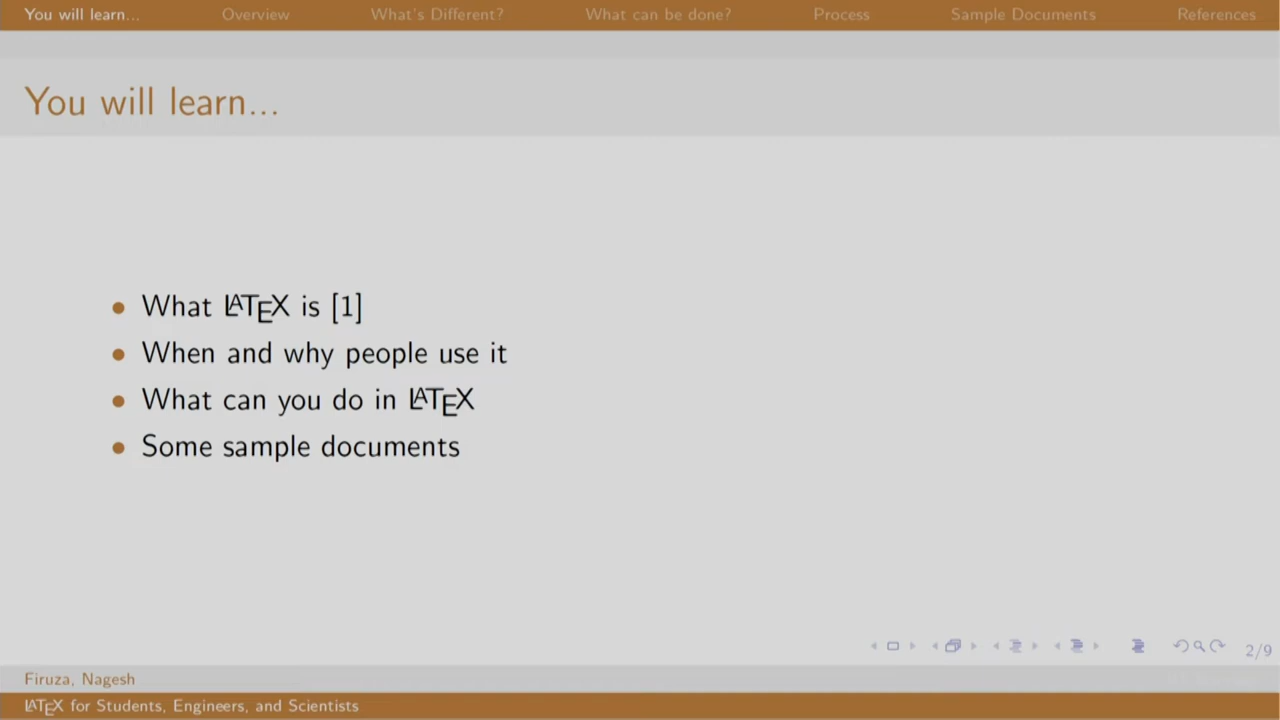 You will learn... Overview What's Different? What can be done? Process Sample Documents References
You will learn...
• What LATEX is [1]
• When and why people use it
• What can you do in LATEX
• Some sample documents
2/9
Firuza, Nagesh
LATEX for Students, Engineers, and Scientists